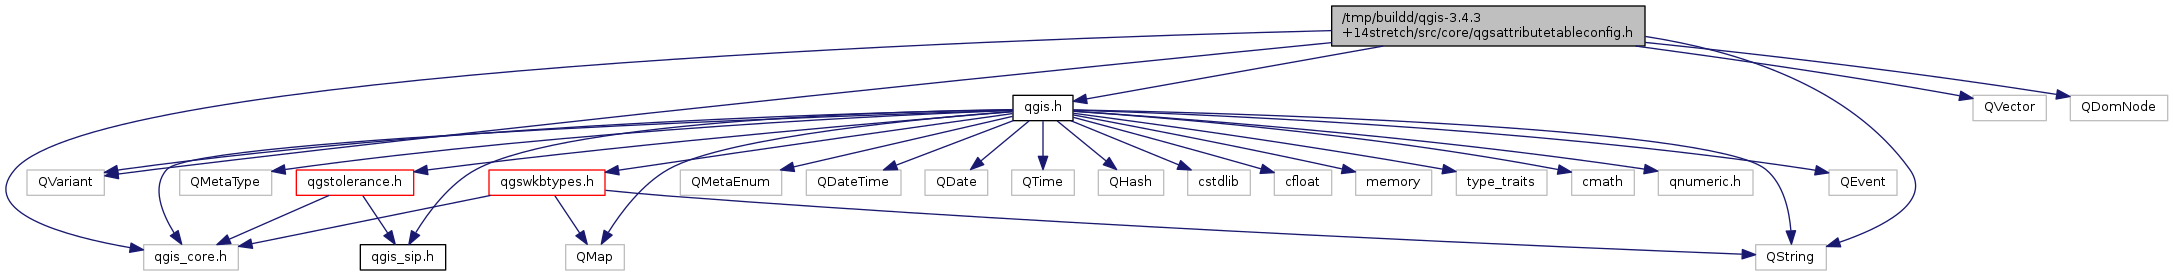 /tmp/buildd/qgis-3.4.3
+14stretch/src/core/qgsattributetableconfig.h
qgis.h
QVector
QDomNode
QVariant
QMetaType
qgstolerance.h
qgswkbtypes.h
QMetaEnum
QDateTime
QDate
QTime
QHash
cstdlib
cfloat
memory
type_traits
cmath
qnumeric.h
QEvent
qgis_core.h
qgis_sip.h
QMap
QString